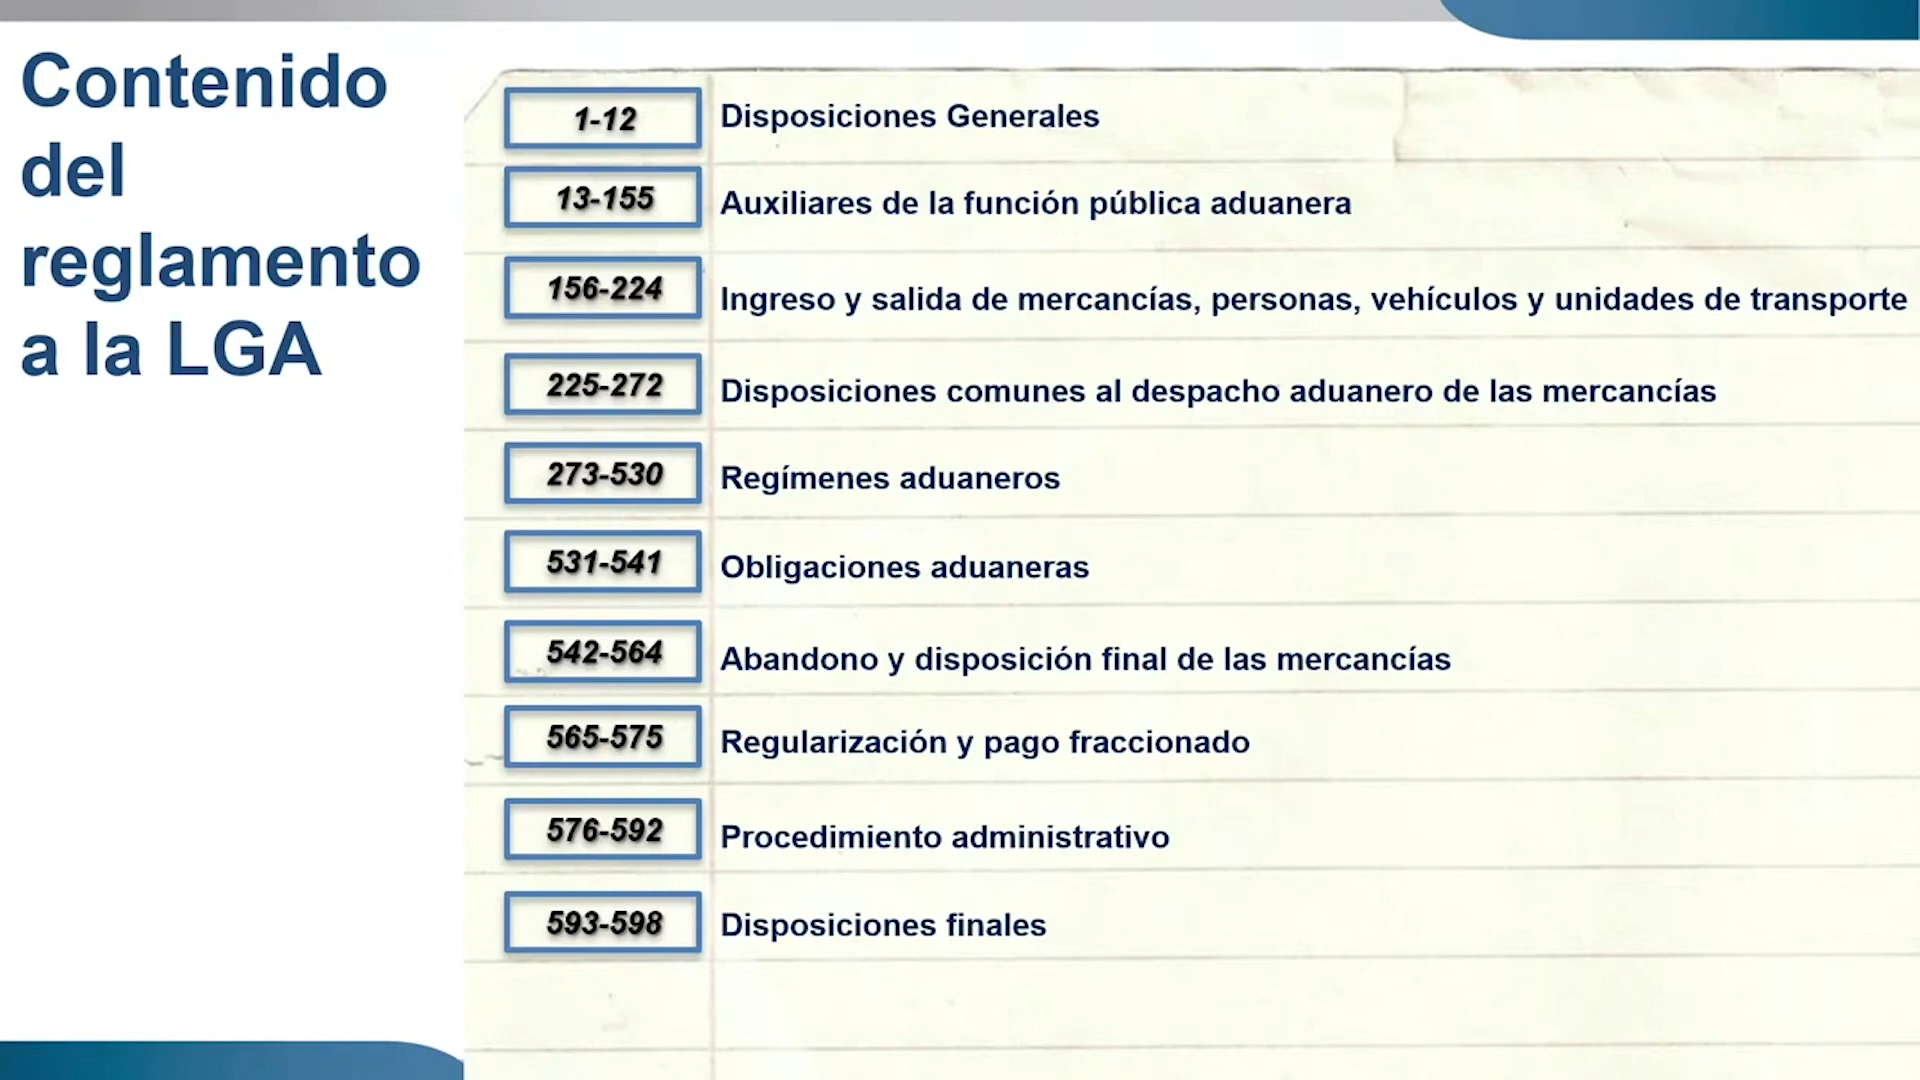 Contenido
del
reglamento
a la LGA
1-12 Disposiciones Generales
13-155 Auxiliares de la función pública aduanera
156-224 Ingreso y salida de mercancías, personas, vehículos y unidades de transporte
225-272 Disposiciones comunes al despacho aduanero de las mercancías
273-530 Regímenes aduaneros
531-541 Obligaciones aduaneras
542-564 Abandono y disposición final de las mercancías
565-575 Regularización y pago fraccionado
576-592 Procedimiento administrativo
593-598 Disposiciones finales